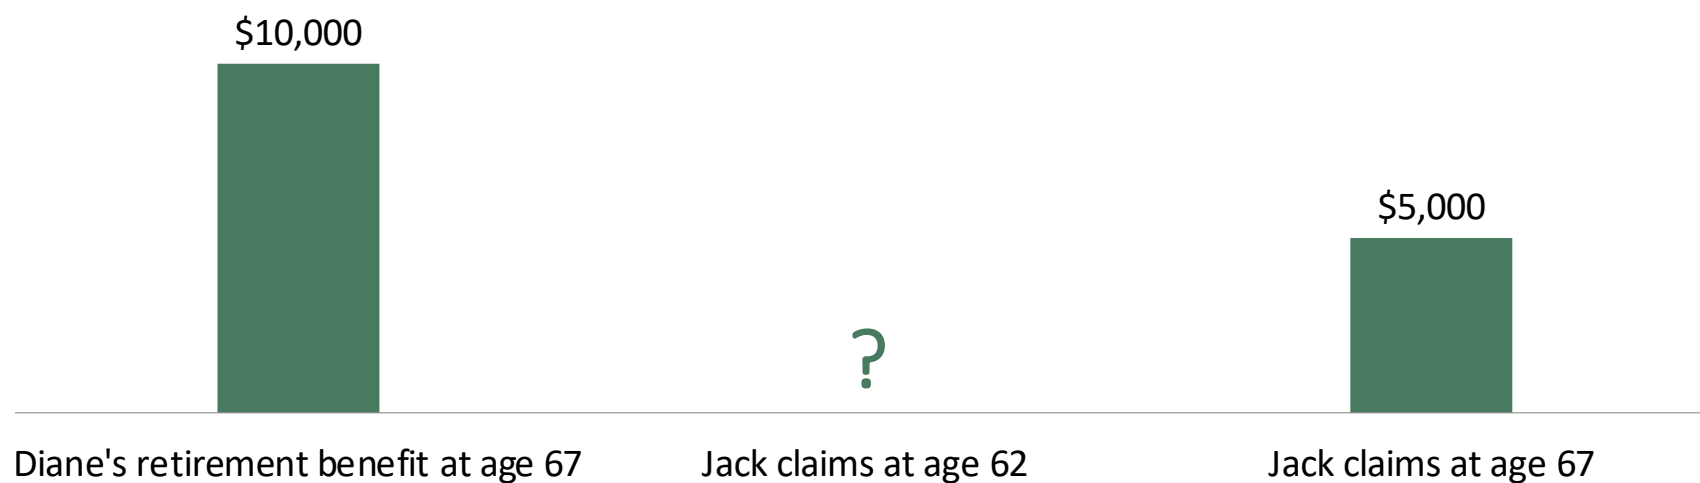 $10,000
$5,000
?
Diane's retirement benefit at age 67
Jack claims at age 62
Jack claims at age 67